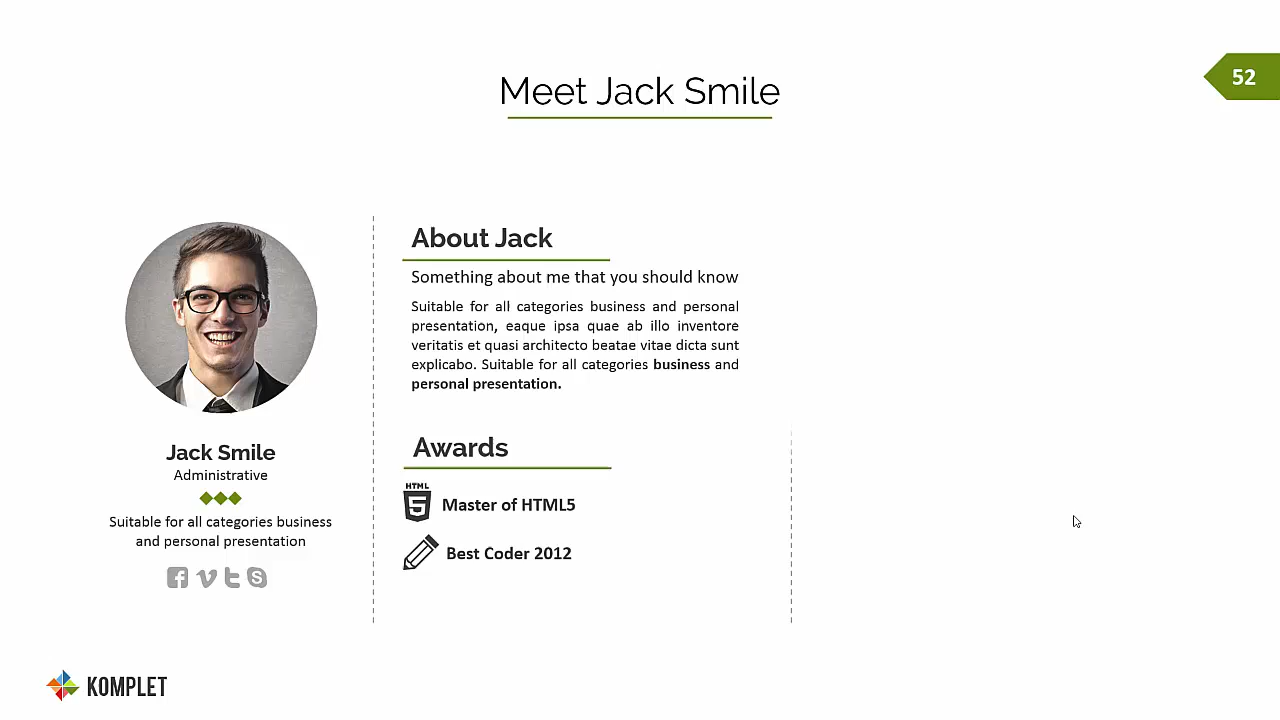 Meet Jack Smile
52
Jack Smile
Administrative
Suitable for all categories business
and personal presentation
About Jack
Something about me that you should know
Suitable for all categories business and personal
presentation, eaque ipsa quae ab illo inventore
veritatis et quasi architecto beatae vitae dicta sunt
explicabo. Suitable for all categories business and
personal presentation.
Awards
HTML
5
Master of HTML5
Best Coder 2012
KOMPLET